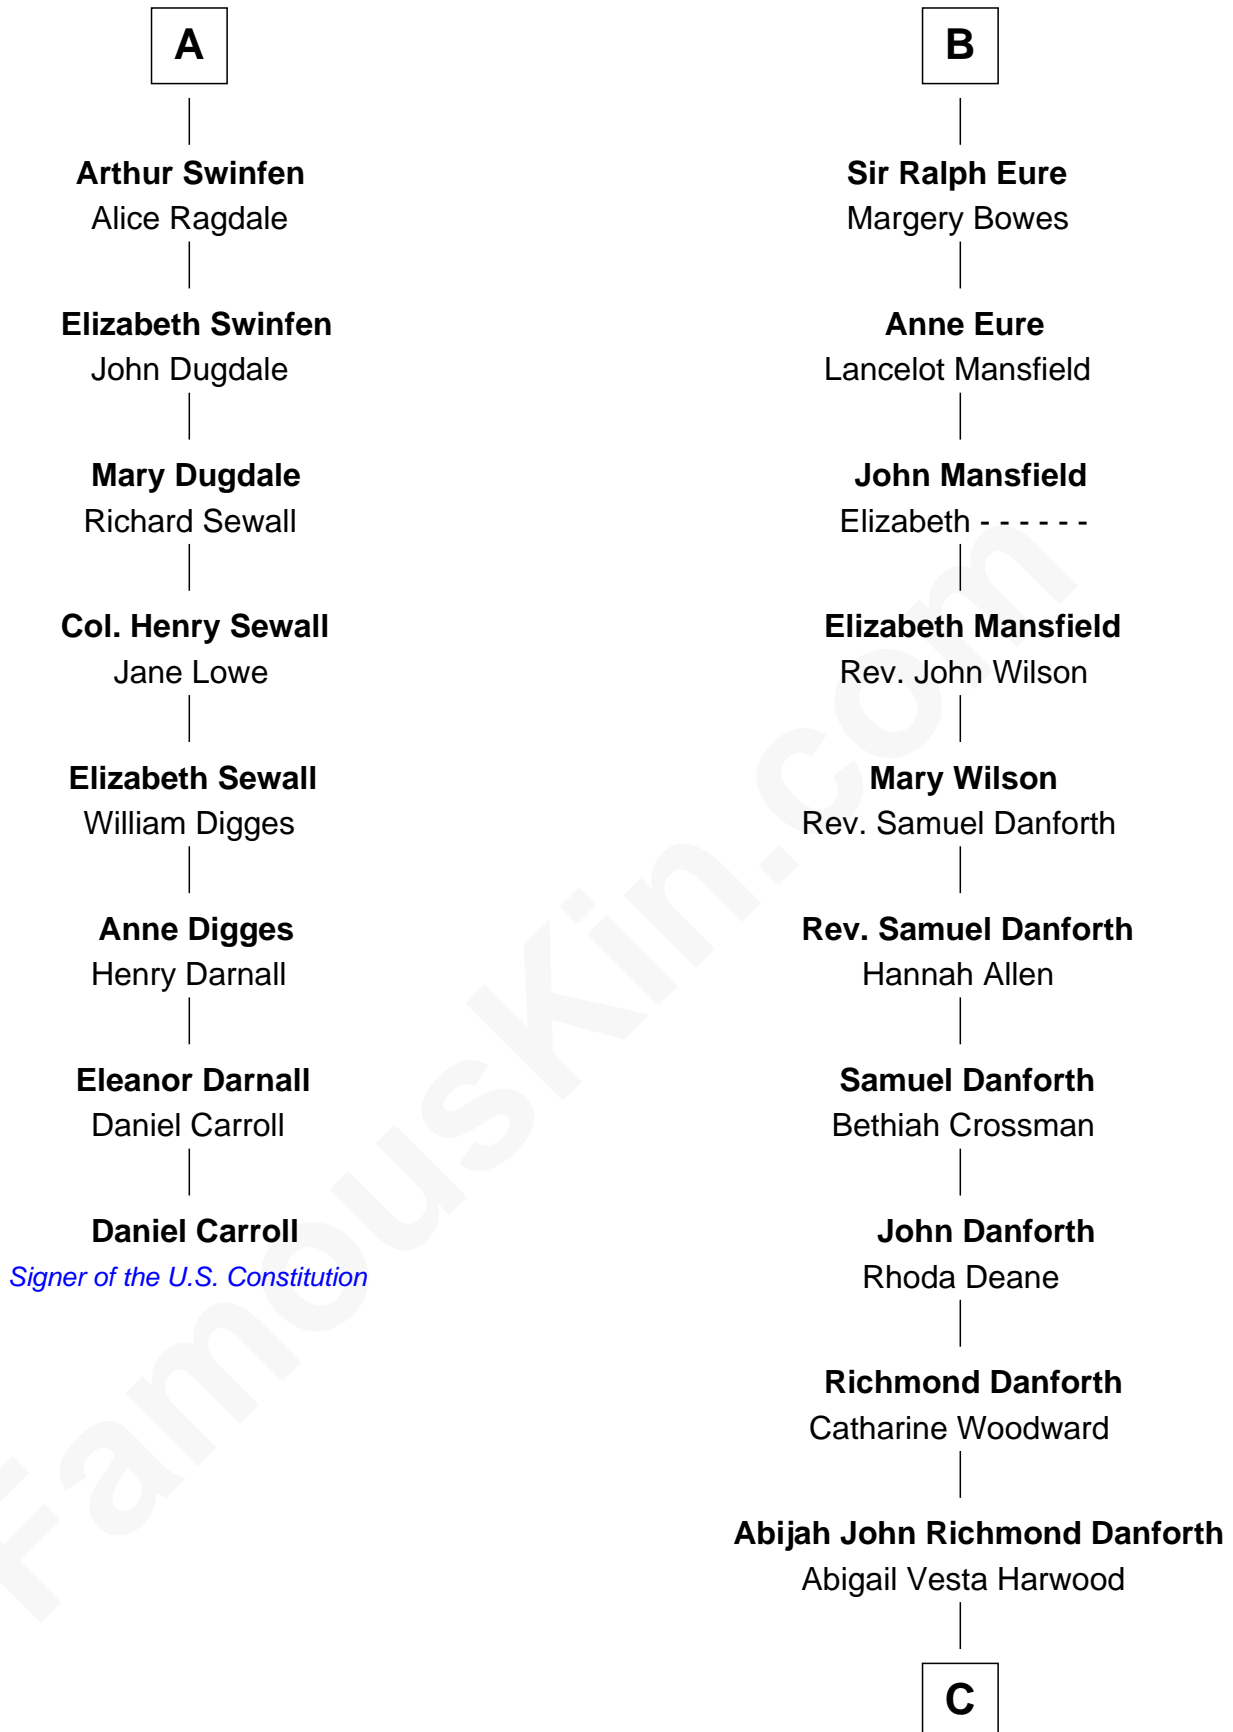 A
Arthur Swinfen
Alice Ragdale
Elizabeth Swinfen
John Dugdale
Mary Dugdale
Richard Sewall
Col. Henry Sewall
Jane Lowe
Elizabeth Sewall
William Digges
Anne Digges
Henry Darnall
Eleanor Darnall
Daniel Carroll
Daniel Carroll
Signer of the U.S. Constitution
B
Sir Ralph Eure
Margery Bowes
Anne Eure
Lancelot Mansfield
John Mansfield
Elizabeth - - - - - -
Elizabeth Mansfield
Rev. John Wilson
Mary Wilson
Rev. Samuel Danforth
Rev. Samuel Danforth
Hannah Allen
Samuel Danforth
Bethiah Crossman
John Danforth
Rhoda Deane
Richmond Danforth
Catharine Woodward
Abijah John Richmond Danforth
Abigail Vesta Harwood
C
FamousKin.com